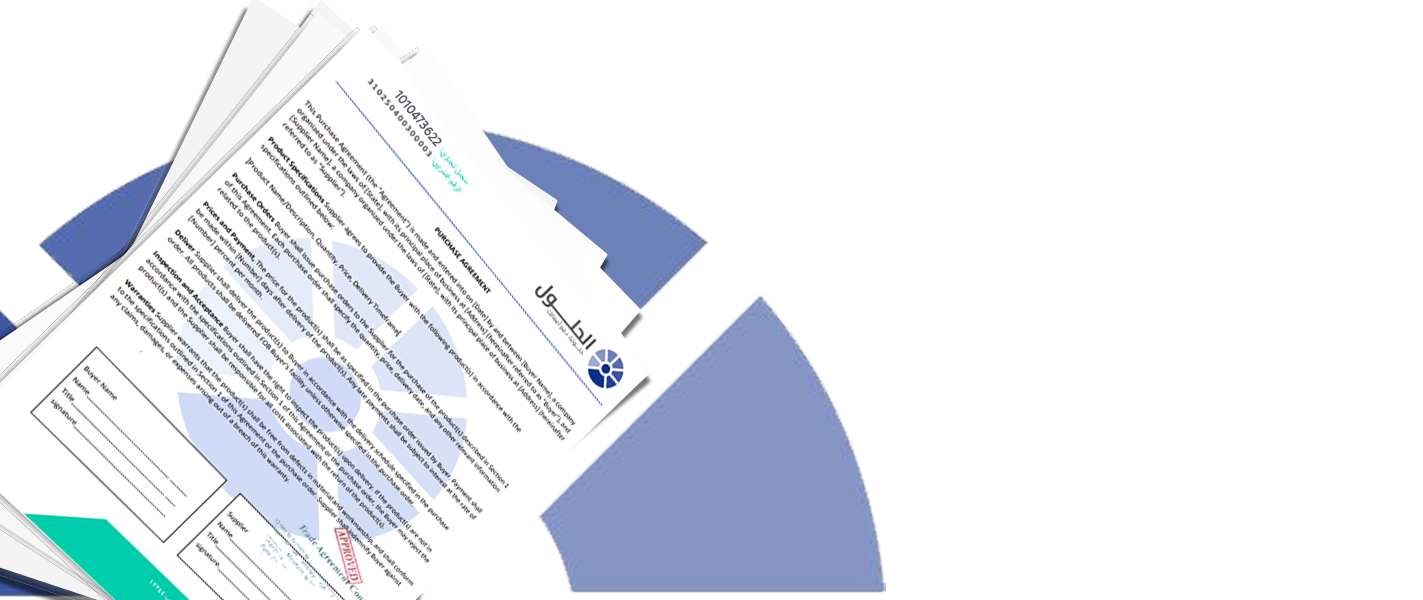 1010473622 سجل تجاري
310250400300003 الرقم الضريبي
الحلول
PURCHASE AGREEMENT
This Purchase Agreement (the "Agreement") is made and entered into on [Date] by and between [Buyer Name], a company
organized under the laws of [State], with its principal place of business at [Address] (hereinafter referred to as "Buyer"), and
[Supplier Name], a company organized under the laws of [State], with its principal place of business at [Address] (hereinafter
referred to as "Supplier").
Product Specifications Supplier agrees to provide the Buyer with the following product(s) in accordance with the
specifications outlined below:
[Product Name/Description, Quantity, Price, Delivery Timeframe]
Purchase Orders Buyer shall issue purchase orders to the Supplier for the purchase of the product(s) described in Section 1
of this Agreement. Each purchase order shall specify the quantity, price, delivery date, and any other relevant information
related to the product(s).
Prices and Payment, The price for the product(s) shall be as specified in the purchase order issued by Buyer. Payment shall
be made within [Number] days after delivery of the product(s). Any late payments shall be subject to interest at the rate of
[Number] percent per month.
Deliver Supplier shall deliver the product(s) to Buyer in accordance with the delivery schedule specified in the purchase
order. All products shall be delivered FOB Buyer's facility unless otherwise specified in the purchase order.
Inspection and Acceptance Buyer shall have the right to inspect the product(s) upon delivery. If the product(s) are not in
accordance with the specifications outlined in Section 1 of this Agreement or the purchase order, the Buyer may reject the
product(s) and the Supplier shall be responsible for all costs associated with the return of the product(s).
Warranties Supplier warrants that the product(s) shall be free from defects in material and workmanship, and shall conform
to the specifications outlined in Section 1 of this Agreement or the purchase order. Supplier shall indemnify Buyer against
any claims, damages, or expenses arising out of a breach of this warranty.
Buyer Name
Name
Title
signature
Supplier
Name
Title
signature
Trade Agreement
APPROVED